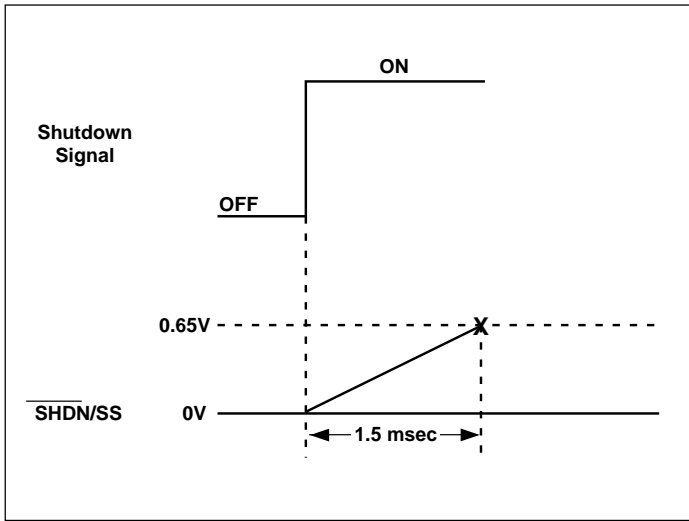 ON
Shutdown
Signal
OFF
0.65V
X
SHDN/SS
0V
1.5 msec